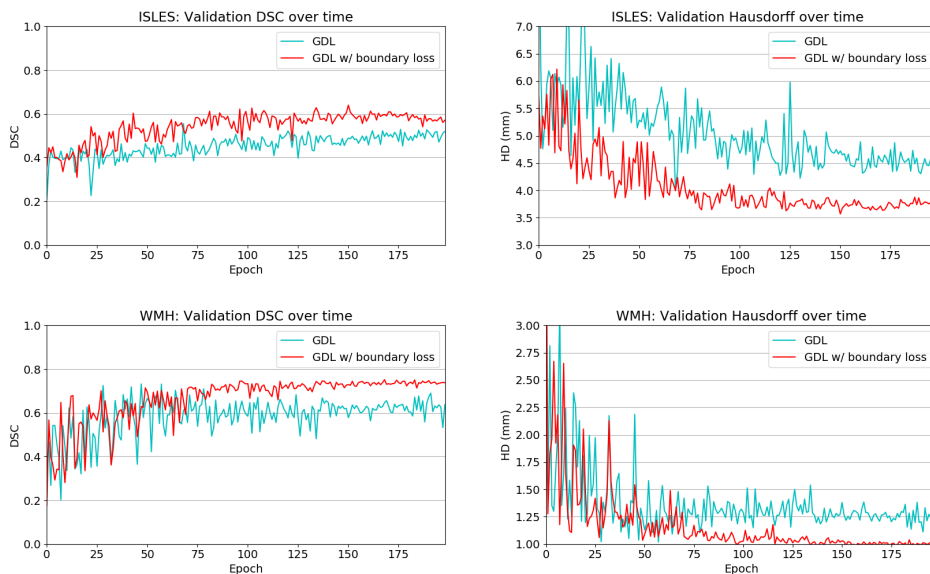 ISLES: Validation DSC over time
1.0
0.8
0.6
0.4
0.2
0.0
DSC
GDL
GDL w/ boundary loss
0 25 50 75 100 125 150 175
Epoch
ISLES: Validation Hausdorff over time
7.0
6.5
6.0
5.5
5.0
4.5
4.0
3.5
3.0
HD (mm)
GDL
GDL w/ boundary loss
0 25 50 75 100 125 150 175
Epoch
WMH: Validation DSC over time
1.0
0.8
0.6
0.4
0.2
0.0
DSC
GDL
GDL w/ boundary loss
0 25 50 75 100 125 150 175
Epoch
WMH: Validation Hausdorff over time
3.00
2.75
2.50
2.25
2.00
1.75
1.50
1.25
1.00
HD (mm)
GDL
GDL w/ boundary loss
0 25 50 75 100 125 150 175
Epoch